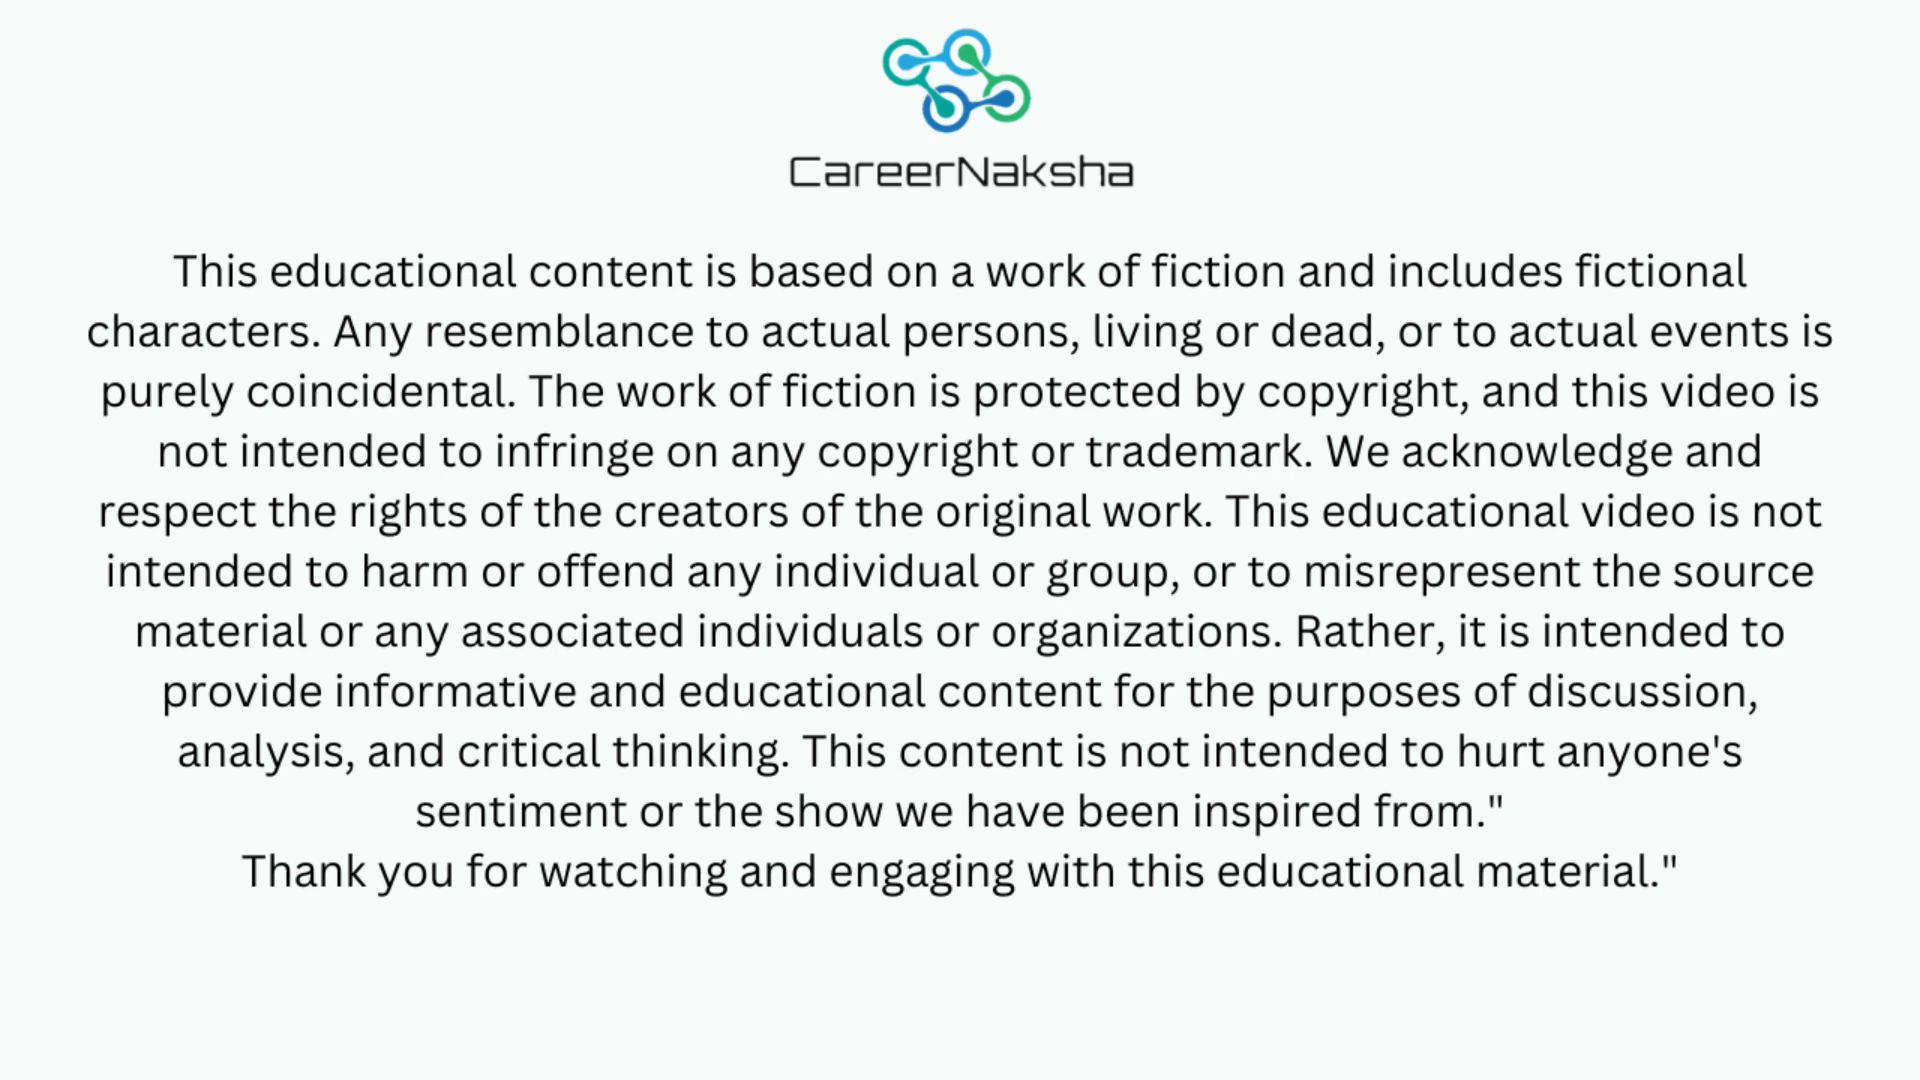 CareerNaksha
This educational content is based on a work of fiction and includes fictional
characters. Any resemblance to actual persons, living or dead, or to actual events is
purely coincidental. The work of fiction is protected by copyright, and this video is
not intended to infringe on any copyright or trademark. We acknowledge and
respect the rights of the creators of the original work. This educational video is not
intended to harm or offend any individual or group, or to misrepresent the source
material or any associated individuals or organizations. Rather, it is intended to
provide informative and educational content for the purposes of discussion,
analysis, and critical thinking. This content is not intended to hurt anyone's
sentiment or the show we have been inspired from."
Thank you for watching and engaging with this educational material."